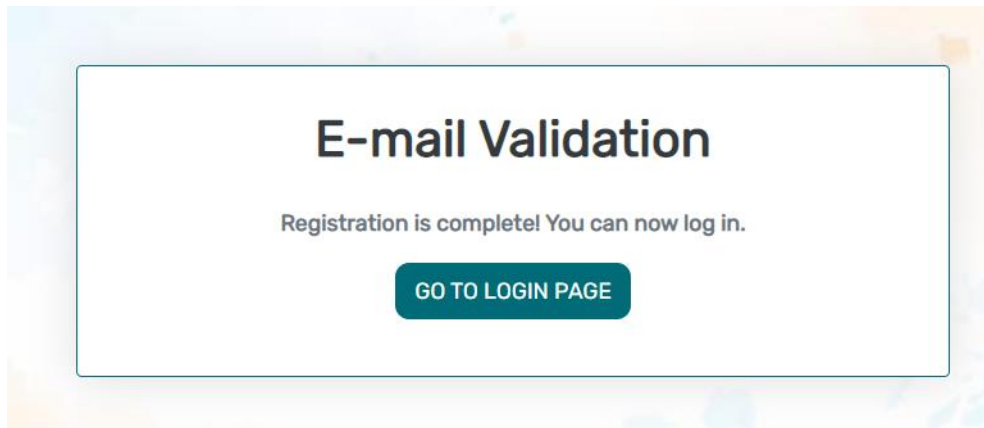 E-mail Validation
Registration is complete! You can now log in.
GO TO LOGIN PAGE